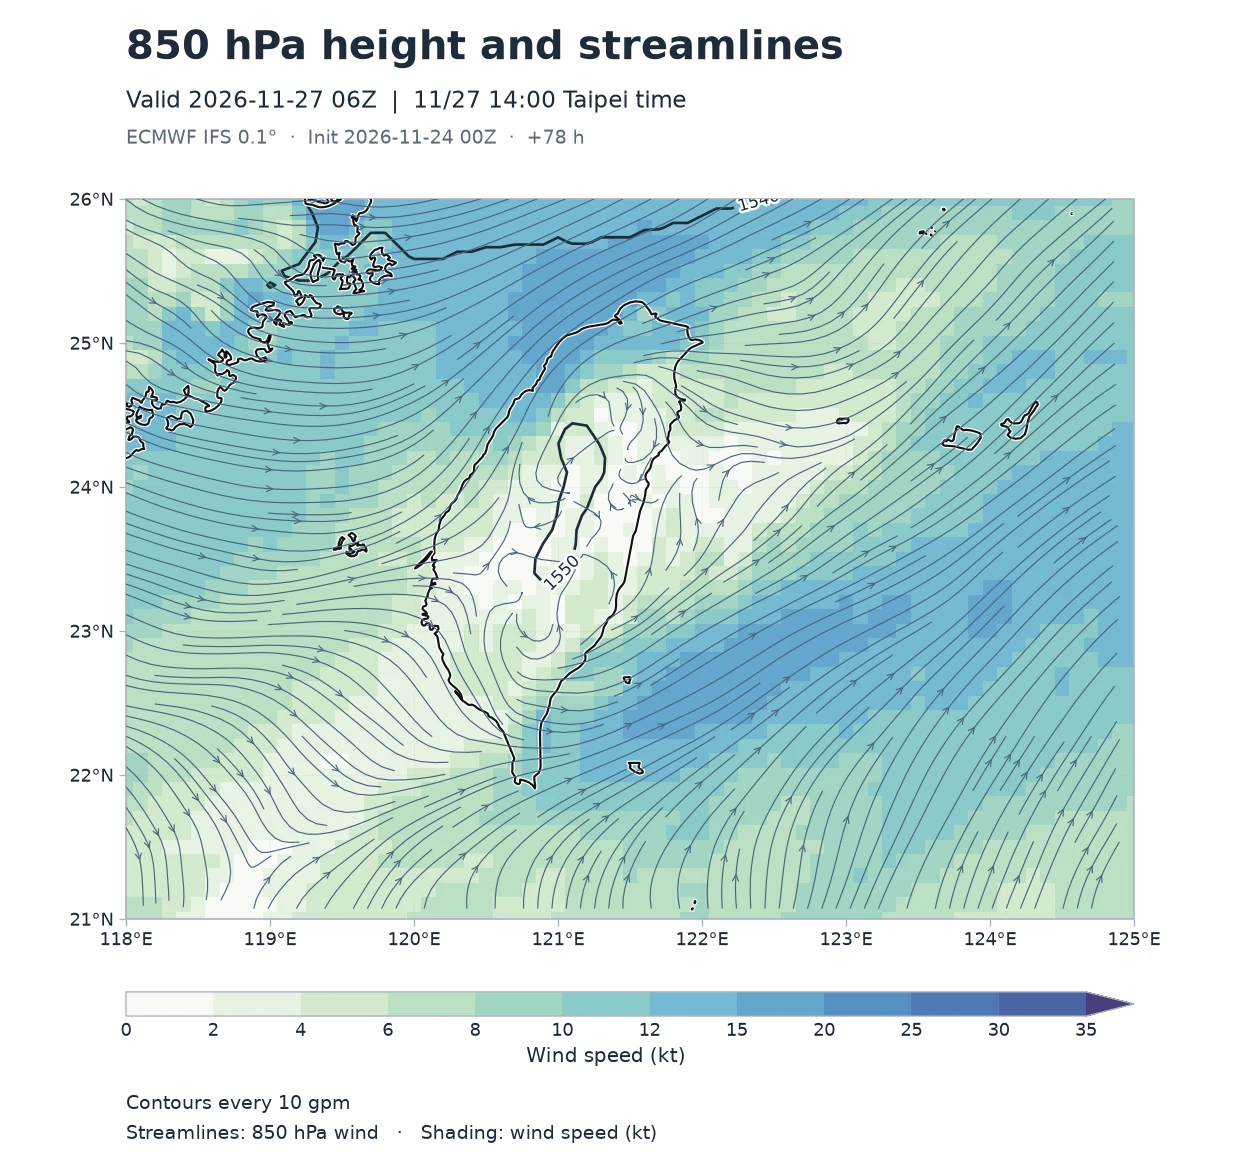 850 hPa height and streamlines
Valid 2026-11-27 06Z | 11/27 14:00 Taipei time
ECMWF IFS 0.1° · Init 2026-11-24 00Z · +78 h
26°N
1540
25°N
24°N
1550
23°N
22°N
21°N
118°E 119°E 120°E 121°E 122°E 123°E 124°E 125°E
0 2 4 6 8 10 12 15 20 25 30 35
Wind speed (kt)
Contours every 10 gpm
Streamlines: 850 hPa wind · Shading: wind speed (kt)